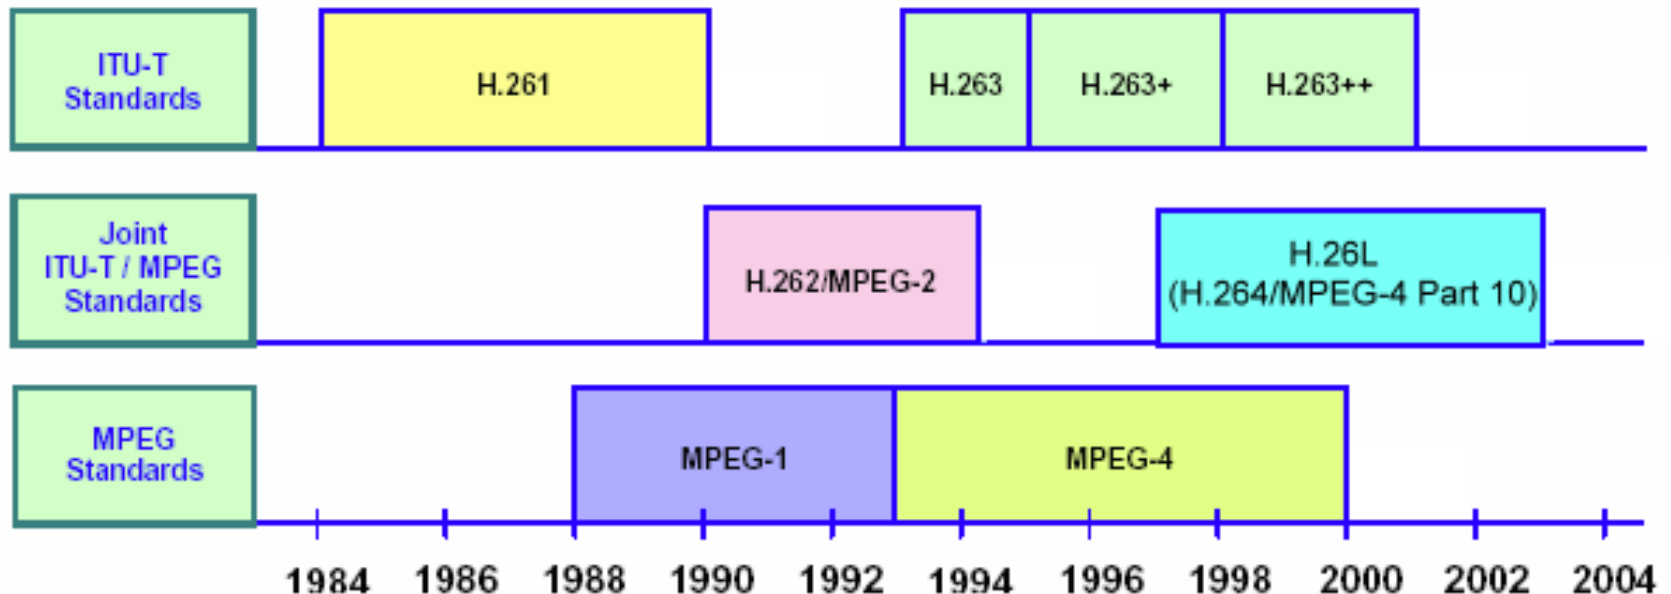 ITU-T
Standards
H.261
H.263
H.263+
H.263++
Joint
ITU-T / MPEG
Standards
H.262/MPEG-2
H.26L
(H.264/MPEG-4 Part 10)
MPEG
Standards
MPEG-1
MPEG-4
1984 1986 1988 1990 1992 1994 1996 1998 2000 2002 2004